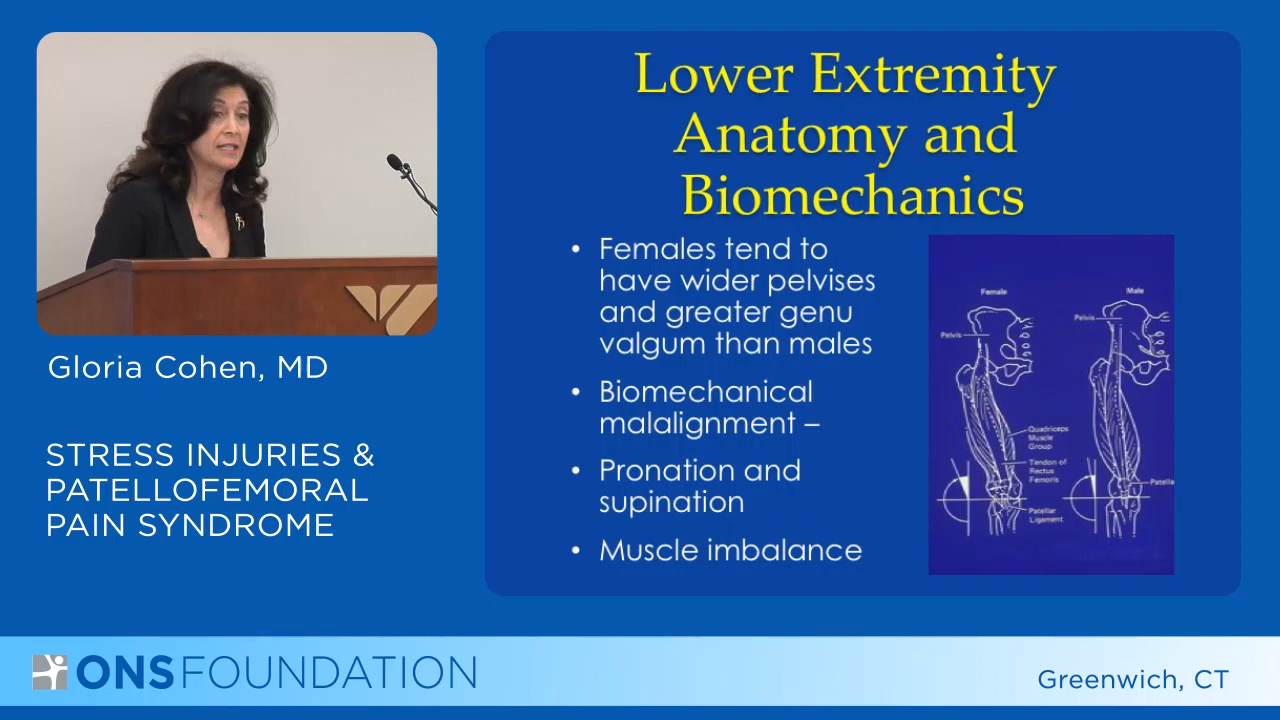 Gloria Cohen, MD
STRESS INJURIES &
PATELLOFEMORAL
PAIN SYNDROME
Lower Extremity
Anatomy and
Biomechanics
• Females tend to
have wider pelvises
and greater genu
valgum than males
• Biomechanical
malalignment –
• Pronation and
supination
• Muscle imbalance
Female
Male
Pelvis
Pelvis
Quadriceps
Muscle
Group
Tendon of
Rectus
Femoris
Patella
Patellar
Ligament
ONS FOUNDATION
Greenwich, CT